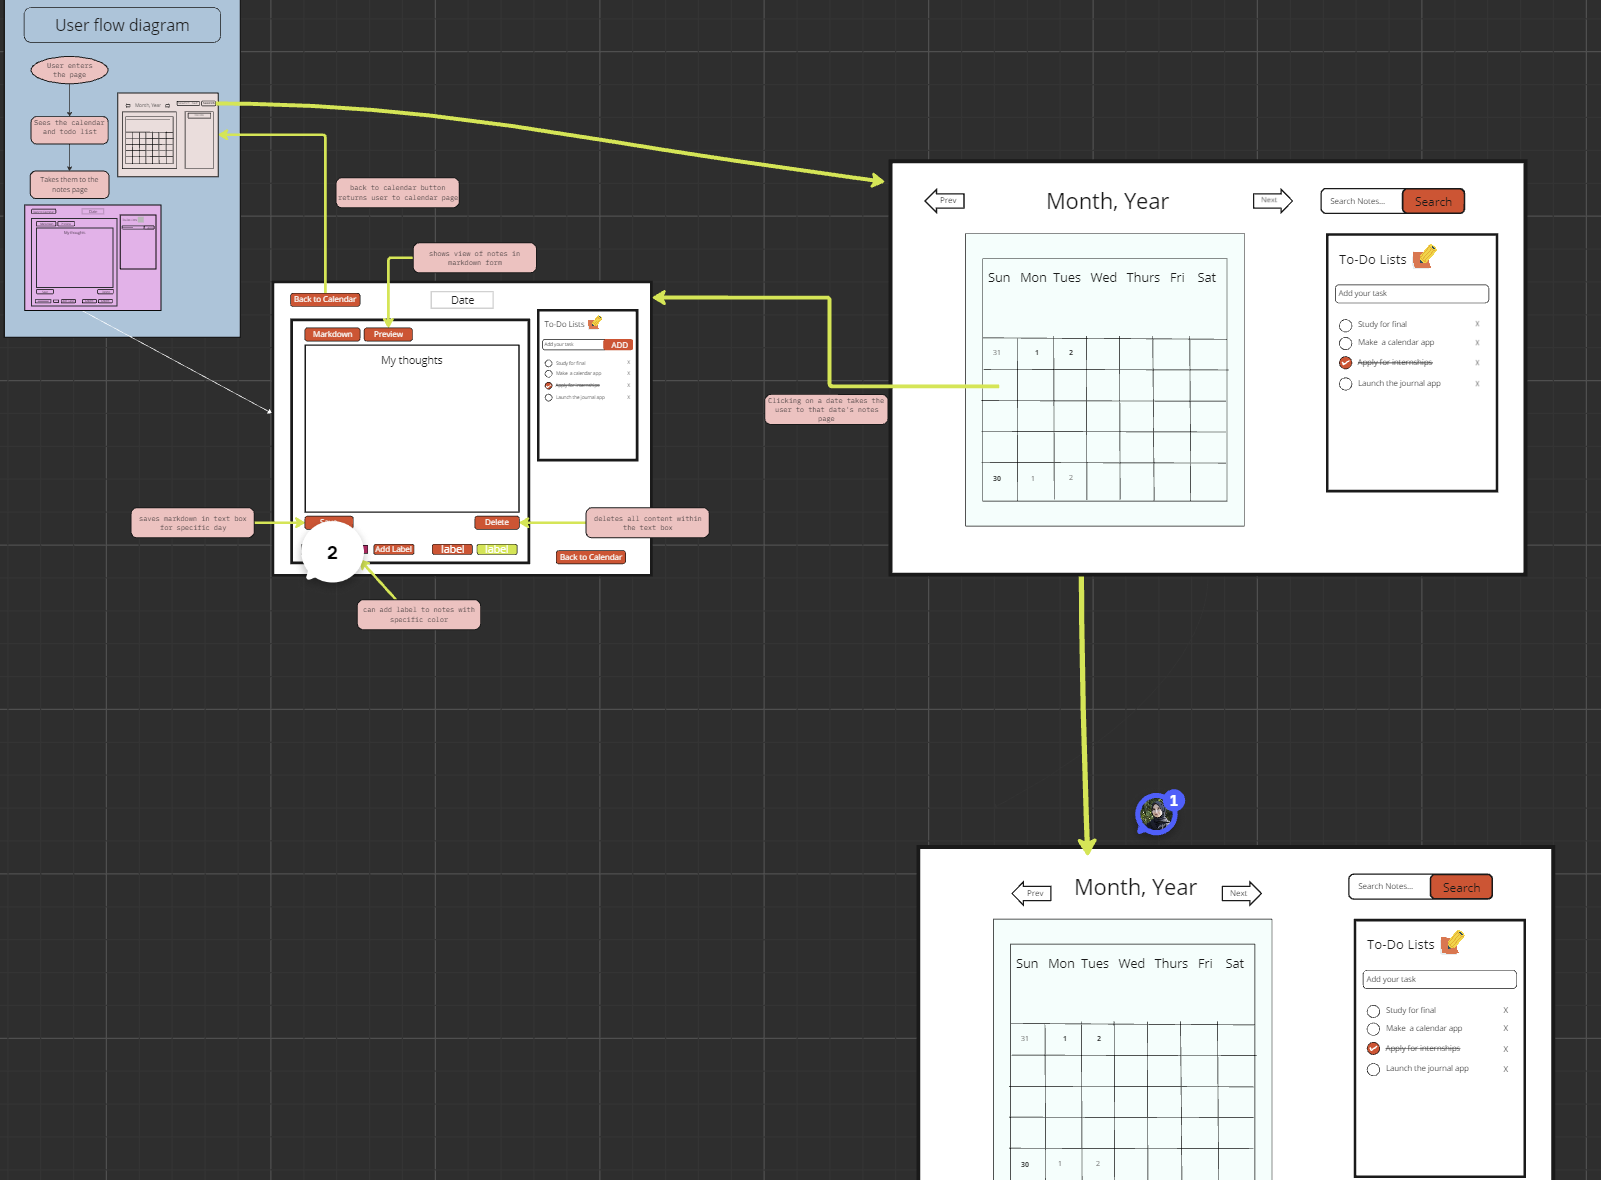 User flow diagram
User enters
the page
Sees the calendar
and todo list
Takes them to the
notes page
Month, Year
My thoughts
back to calendar button
returns user to calendar page
shows view of notes in
markdown form
Back to Calendar
Date
Markdown
Preview
My thoughts
To-Do Lists
Add your task
ADD
Study for final
X
Make a calendar app
X
Apply for internships
X
Launch the journal app
X
saves markdown in text box
for specific day
Delete
deletes all content within
the text box
2
Add Label
label
label
Back to Calendar
can add label to notes with
specific color
Clicking on a date takes the
user to that date's notes
page
Prev
Month, Year
Next
Search Notes...
Search
Sun Mon Tues Wed Thurs Fri Sat
31 1 2
30 1 2
To-Do Lists
Add your task
Study for final X
Make a calendar app X
Apply for internships X
Launch the journal app X
1
Prev
Month, Year
Next
Search Notes...
Search
Sun Mon Tues Wed Thurs Fri Sat
31 1 2
30 1 2
To-Do Lists
Add your task
Study for final X
Make a calendar app X
Apply for internships X
Launch the journal app X